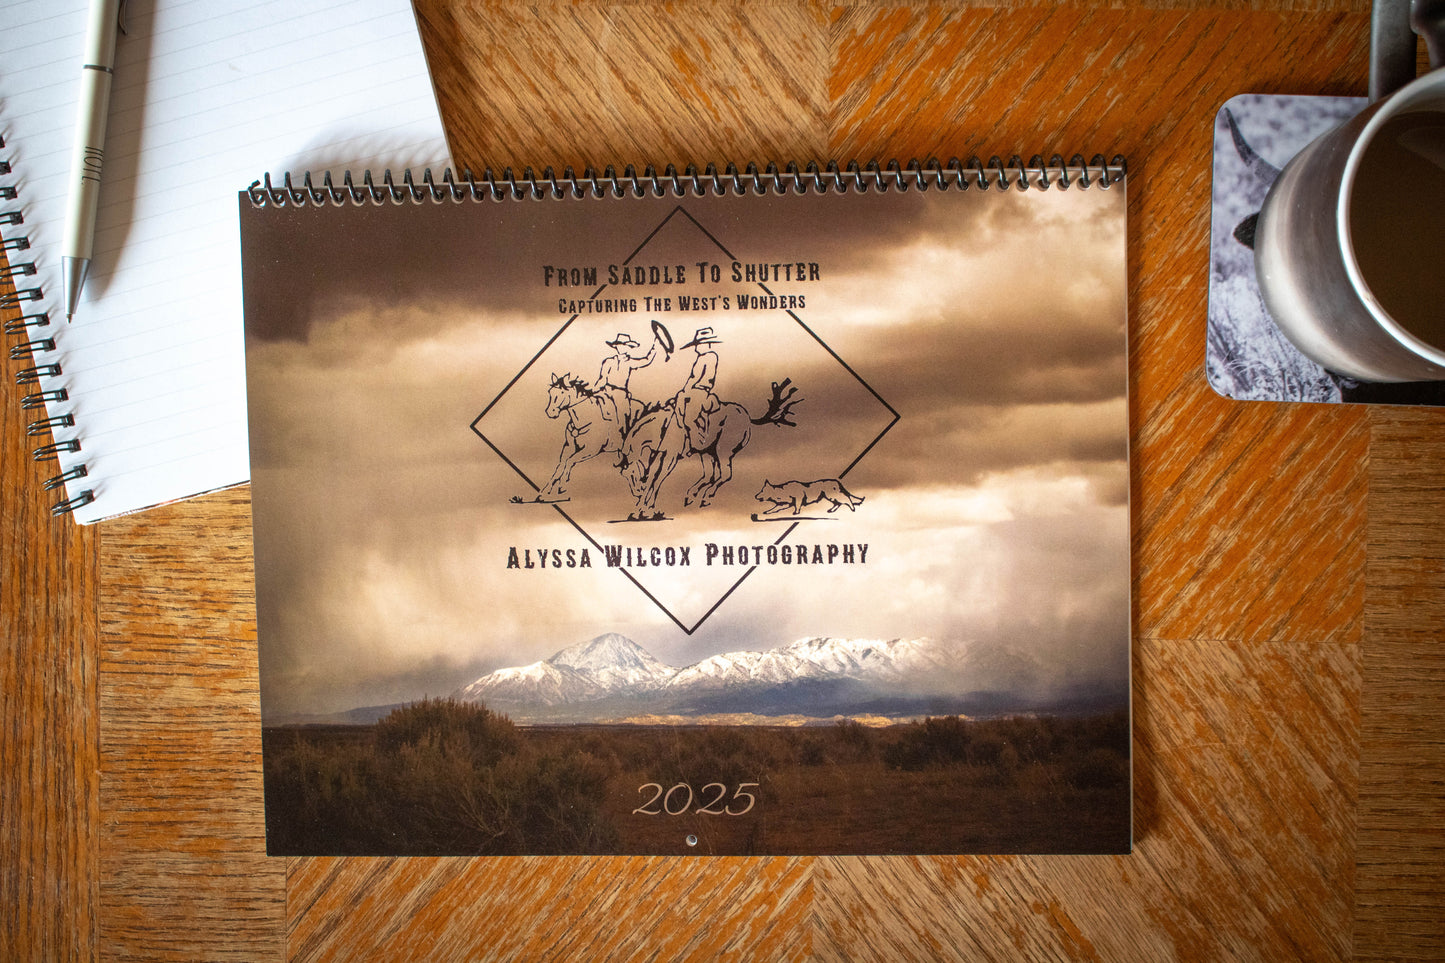 From Saddle To Shutter
Capturing The West's Wonders
Alyssa Wilcox Photography
2025